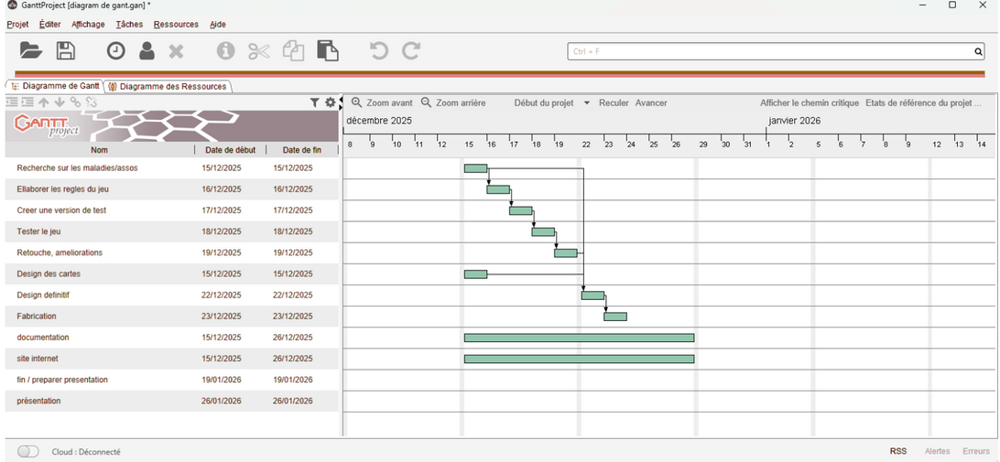 GanttProject [diagram de gant.gan] *
Projet Éditer Affichage Tâches Ressources Aide
Ctrl + F
Diagramme de Gantt Diagramme des Ressources
Zoom avant Zoom arrière Début du projet Reculer Avancer Afficher le chemin critique Etats de référence du projet ...
GANTT project
décembre 2025 janvier 2026
Nom Date de début Date de fin
8 9 10 11 12 15 16 17 18 19 22 23 24 25 26 29 30 31 1 2 5 6 7 8 9 12 13 14
Recherche sur les maladies/assos 15/12/2025 15/12/2025
Ellaborer les regles du jeu 16/12/2025 16/12/2025
Creer une version de test 17/12/2025 17/12/2025
Tester le jeu 18/12/2025 18/12/2025
Retouche, ameliorations 19/12/2025 19/12/2025
Design des cartes 15/12/2025 15/12/2025
Design definitif 22/12/2025 22/12/2025
Fabrication 23/12/2025 23/12/2025
documentation 15/12/2025 26/12/2025
site internet 15/12/2025 26/12/2025
fin / preparer presentation 19/01/2026 19/01/2026
prèsentation 26/01/2026 26/01/2026
Cloud : Déconnecté RSS Alertes Erreurs